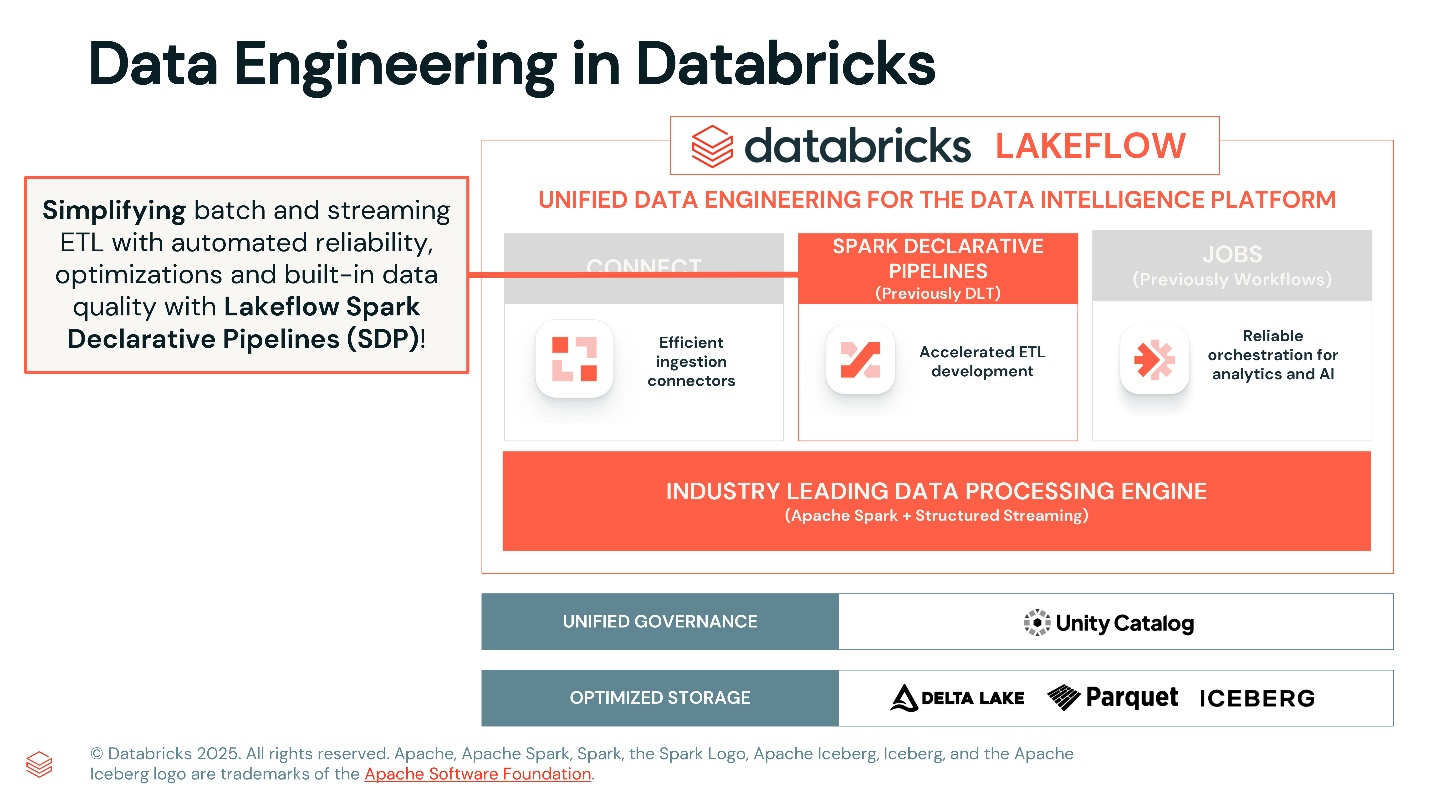 Data Engineering in Databricks
databricks LAKEFLOW
UNIFIED DATA ENGINEERING FOR THE DATA INTELLIGENCE PLATFORM
Simplifying batch and streaming
ETL with automated reliability,
optimizations and built-in data
quality with Lakeflow Spark
Declarative Pipelines (SDP)!
CONNECT
Efficient
ingestion
connectors
SPARK DECLARATIVE
PIPELINES
(Previously DLT)
Accelerated ETL
development
JOBS
(Previously Workflows)
Reliable
orchestration for
analytics and AI
INDUSTRY LEADING DATA PROCESSING ENGINE
(Apache Spark + Structured Streaming)
UNIFIED GOVERNANCE
Unity Catalog
OPTIMIZED STORAGE
DELTA LAKE Parquet ICEBERG
© Databricks 2025. All rights reserved. Apache, Apache Spark, Spark, the Spark Logo, Apache Iceberg, Iceberg, and the Apache
Iceberg logo are trademarks of the Apache Software Foundation.